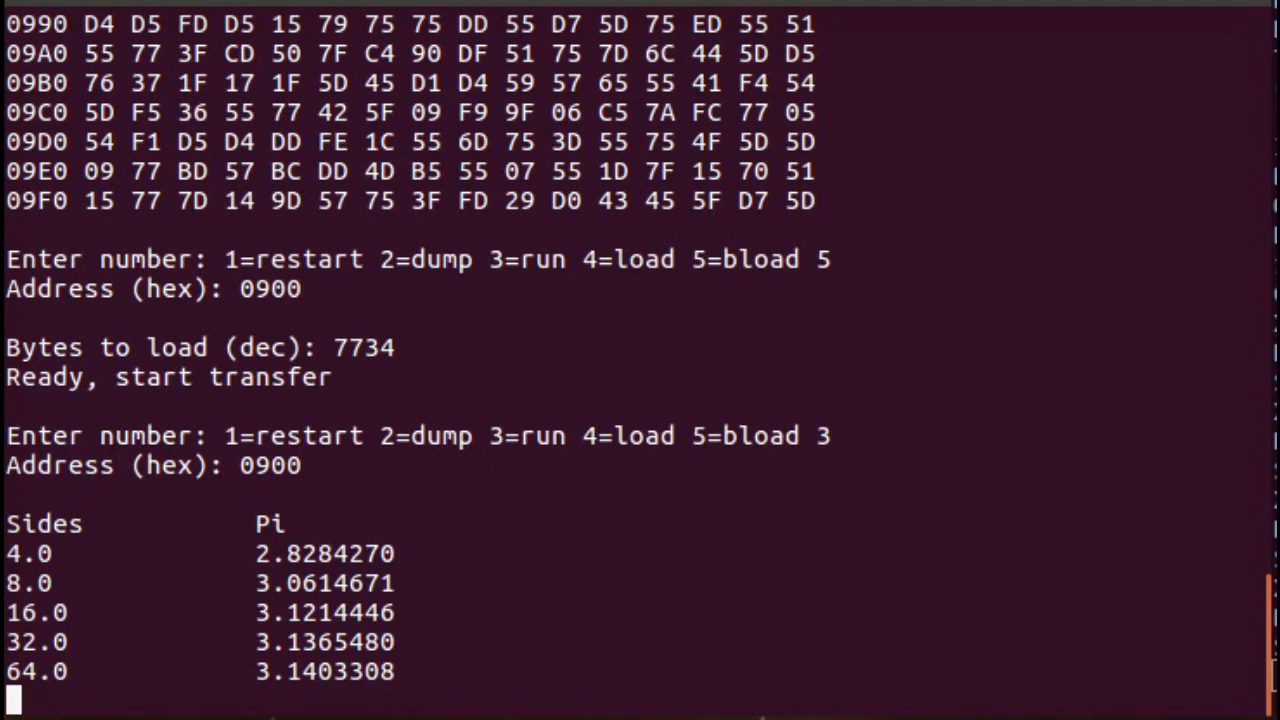 0990 D4 D5 FD D5 15 79 75 75 DD 55 D7 5D 75 ED 55 51
09A0 55 77 3F CD 50 7F C4 90 DF 51 75 7D 6C 44 5D D5
09B0 76 37 1F 17 1F 5D 45 D1 D4 59 57 65 55 41 F4 54
09C0 5D F5 36 55 77 42 5F 09 F9 9F 06 C5 7A FC 77 05
09D0 54 F1 D5 D4 DD FE 1C 55 6D 75 3D 55 75 4F 5D 5D
09E0 09 77 BD 57 BC DD 4D B5 55 07 55 1D 7F 15 70 51
09F0 15 77 7D 14 9D 57 75 3F FD 29 D0 43 45 5F D7 5D
Enter number: 1=restart 2=dump 3=run 4=load 5=bload 5
Address (hex): 0900
Bytes to load (dec): 7734
Ready, start transfer
Enter number: 1=restart 2=dump 3=run 4=load 5=bload 3
Address (hex): 0900
Sides Pi
4.0 2.8284270
8.0 3.0614671
16.0 3.1214446
32.0 3.1365480
64.0 3.1403308